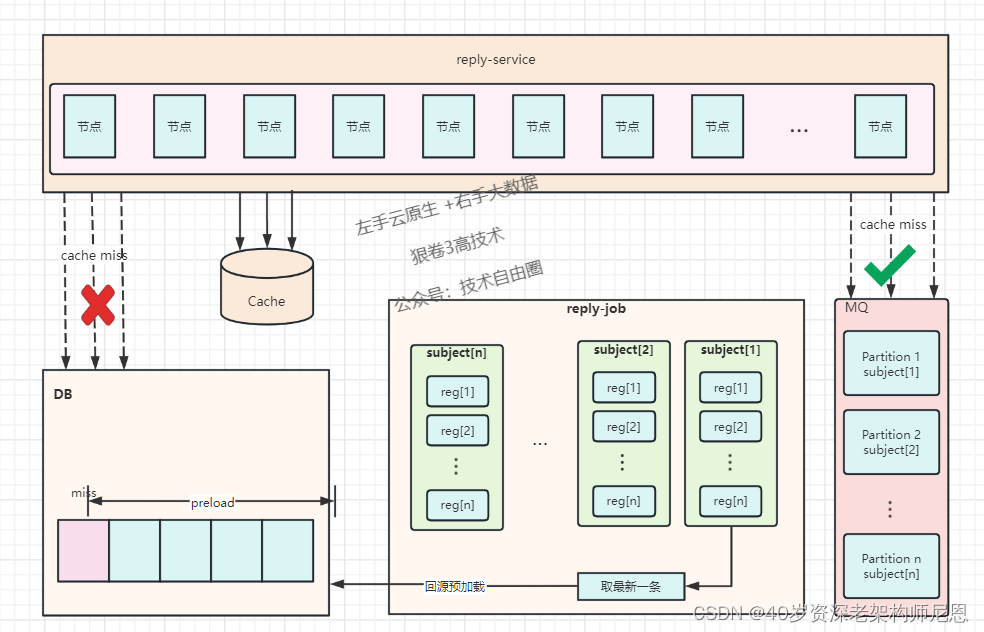 reply-service
节点
节点
节点
节点
节点
节点
节点
节点
...
节点
左手云原生 +右手大数据
狠卷3高技术
公众号：技术自由圈
cache miss
cache miss
Cache
reply-job
MQ
subject[n]
reg[1]
reg[2]
⋮
reg[n]
...
subject[2]
reg[1]
reg[2]
⋮
reg[n]
subject[1]
reg[1]
reg[2]
⋮
reg[n]
Partition 1
subject[1]
Partition 2
subject[2]
⋮
Partition n
subject[n]
DB
miss
preload
回源预加载
取最新一条
CSDN @40岁资深老架构师尼恩